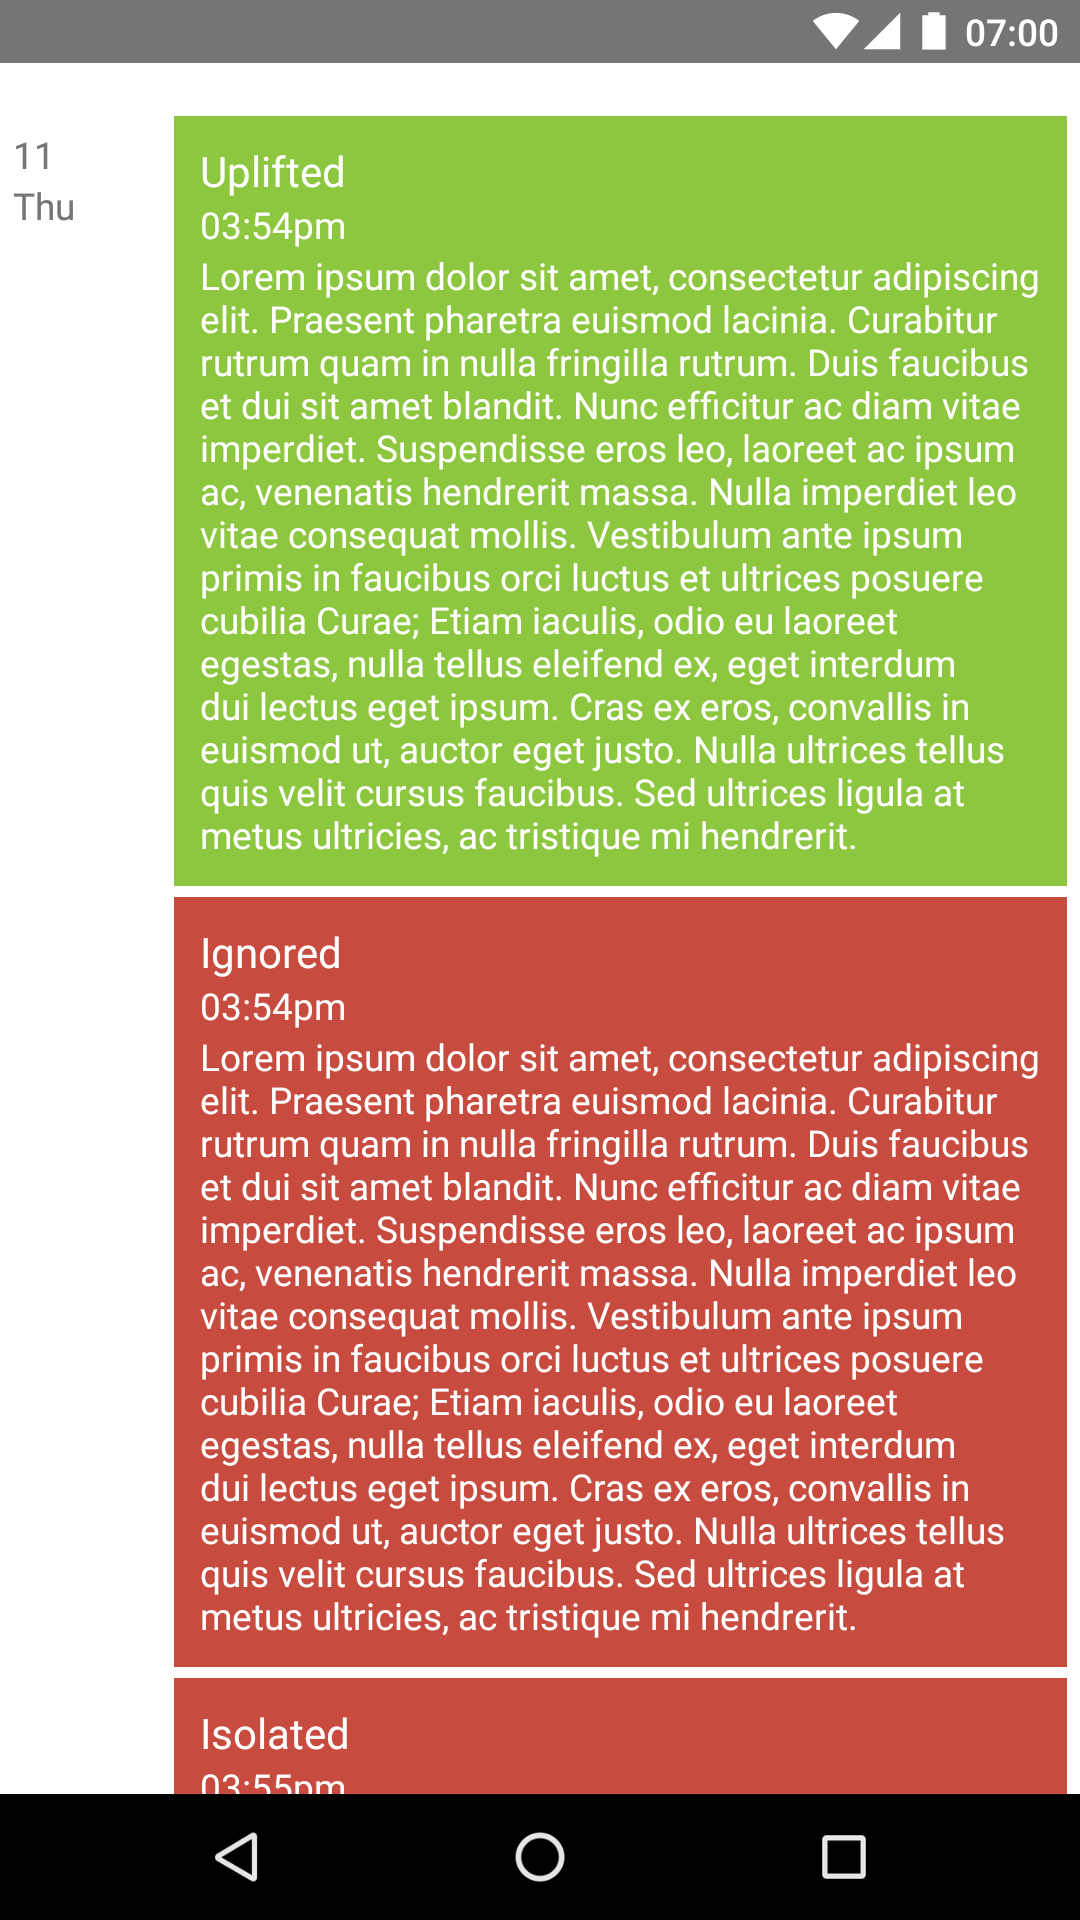 07:00
11
Thu
Uplifted
03:54pm
Lorem ipsum dolor sit amet, consectetur adipiscing
elit. Praesent pharetra euismod lacinia. Curabitur
rutrum quam in nulla fringilla rutrum. Duis faucibus
et dui sit amet blandit. Nunc efficitur ac diam vitae
imperdiet. Suspendisse eros leo, laoreet ac ipsum
ac, venenatis hendrerit massa. Nulla imperdiet leo
vitae consequat mollis. Vestibulum ante ipsum
primis in faucibus orci luctus et ultrices posuere
cubilia Curae; Etiam iaculis, odio eu laoreet
egestas, nulla tellus eleifend ex, eget interdum
dui lectus eget ipsum. Cras ex eros, convallis in
euismod ut, auctor eget justo. Nulla ultrices tellus
quis velit cursus faucibus. Sed ultrices ligula at
metus ultricies, ac tristique mi hendrerit.
Ignored
03:54pm
Lorem ipsum dolor sit amet, consectetur adipiscing
elit. Praesent pharetra euismod lacinia. Curabitur
rutrum quam in nulla fringilla rutrum. Duis faucibus
et dui sit amet blandit. Nunc efficitur ac diam vitae
imperdiet. Suspendisse eros leo, laoreet ac ipsum
ac, venenatis hendrerit massa. Nulla imperdiet leo
vitae consequat mollis. Vestibulum ante ipsum
primis in faucibus orci luctus et ultrices posuere
cubilia Curae; Etiam iaculis, odio eu laoreet
egestas, nulla tellus eleifend ex, eget interdum
dui lectus eget ipsum. Cras ex eros, convallis in
euismod ut, auctor eget justo. Nulla ultrices tellus
quis velit cursus faucibus. Sed ultrices ligula at
metus ultricies, ac tristique mi hendrerit.
Isolated
03:55pm